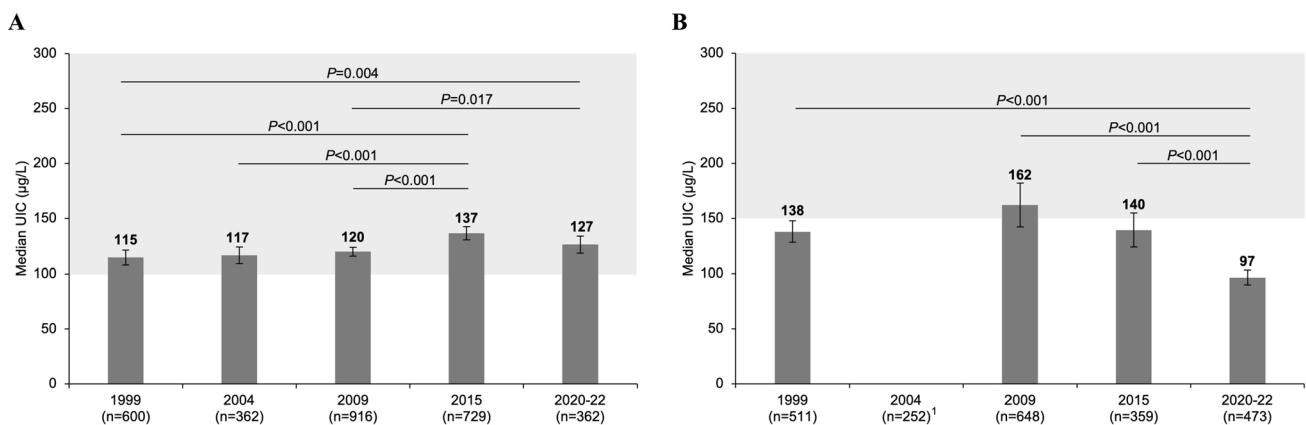 A
Median UIC (µg/L)
300
250
200
150
100
50
0
P=0.004
P=0.017
P<0.001
P<0.001
P<0.001
115
117
120
137
127
1999
(n=600)
2004
(n=362)
2009
(n=916)
2015
(n=729)
2020-22
(n=362)
B
Median UIC (µg/L)
300
250
200
150
100
50
0
P<0.001
P<0.001
P<0.001
138
162
140
97
1999
(n=511)
2004
(n=252)1
2009
(n=648)
2015
(n=359)
2020-22
(n=473)